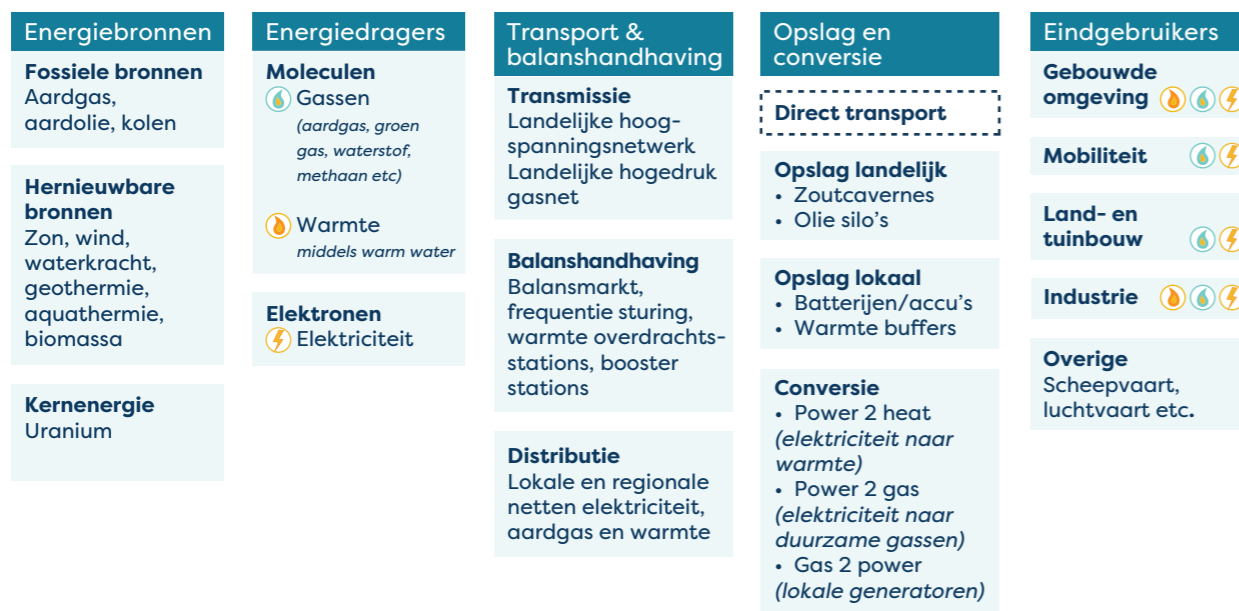 Energiebronnen
Fossiele bronnen
Aardgas,
aardolie, kolen
Hernieuwbare
bronnen
Zon, wind,
waterkracht,
geothermie,
aquathermie,
biomassa
Kernenergie
Uranium
Energiedragers
Moleculen
Gassen
(aardgas, groen
gas, waterstof,
methaan etc)
Warmte
middels warm water
Elektronen
Elektriciteit
Transport &
balanshandhaving
Transmissie
Landelijke hoog-
spanningsnetwerk
Landelijke hogedruk
gasnet
Balanshandhaving
Balansmarkt,
frequentie sturing,
warmte overdrachts-
stations, booster
stations
Distributie
Lokale en regionale
netten elektriciteit,
aardgas en warmte
Opslag en
conversie
Direct transport
Opslag landelijk
• Zoutcavernes
• Olie silo's
Opslag lokaal
• Batterijen/accu's
• Warmte buffers
Conversie
• Power 2 heat
(elektriciteit naar
warmte)
• Power 2 gas
(elektriciteit naar
duurzame gassen)
• Gas 2 power
(lokale generatoren)
Eindgebruikers
Gebouwde
omgeving
Mobiliteit
Land- en
tuinbouw
Industrie
Overige
Scheepvaart,
luchtvaart etc.